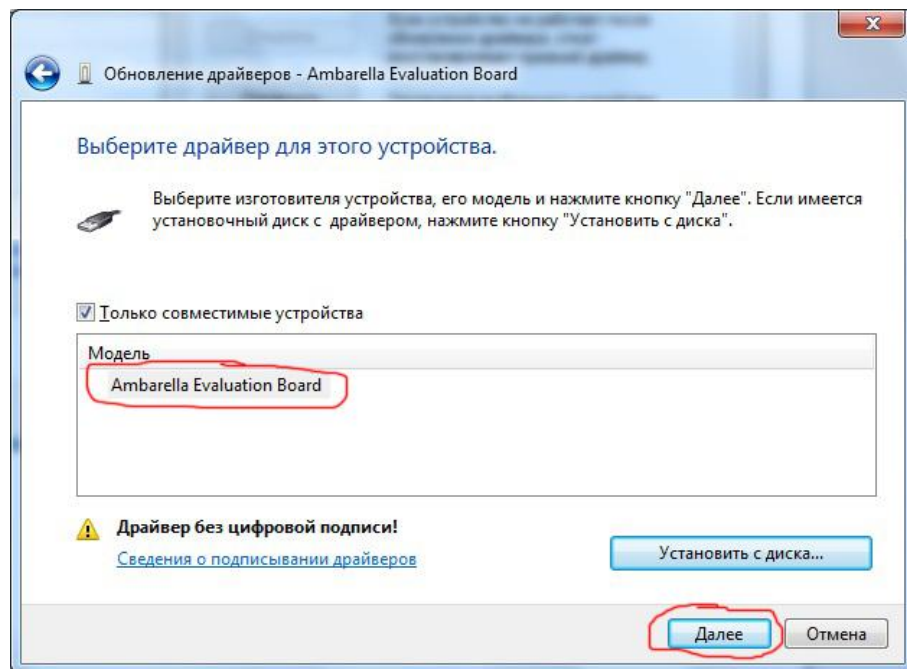 Обновление драйверов - Ambarella Evaluation Board
Выберите драйвер для этого устройства.
Выберите изготовителя устройства, его модель и нажмите кнопку "Далее". Если имеется
установочный диск с драйвером, нажмите кнопку "Установить с диска".
Только совместимые устройства
Модель
Ambarella Evaluation Board
Драйвер без цифровой подписи!
Сведения о подписывании драйверов
Установить с диска...
Далее
Отмена